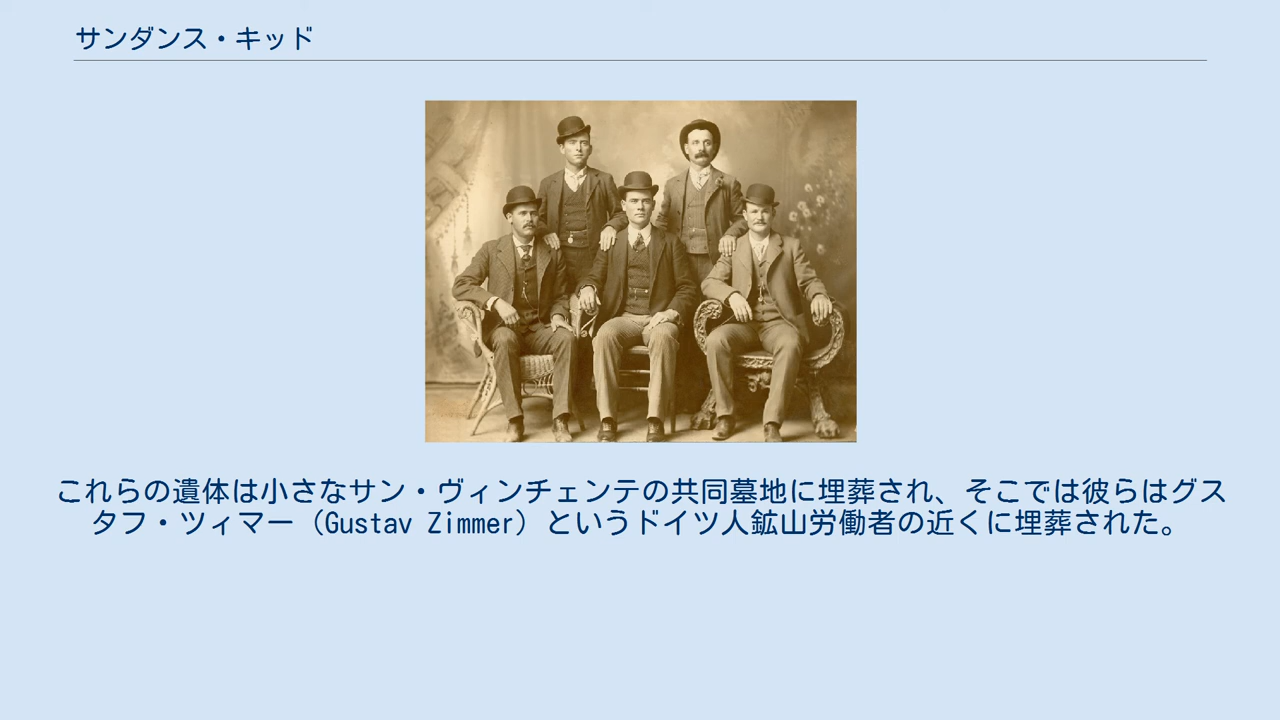 サンダンス・キッド
これらの遺体は小さなサン・ヴィンチェンテの共同墓地に埋葬され、そこでは彼らはグス
タフ・ツィマー（Gustav Zimmer）というドイツ人鉱山労働者の近くに埋葬された。